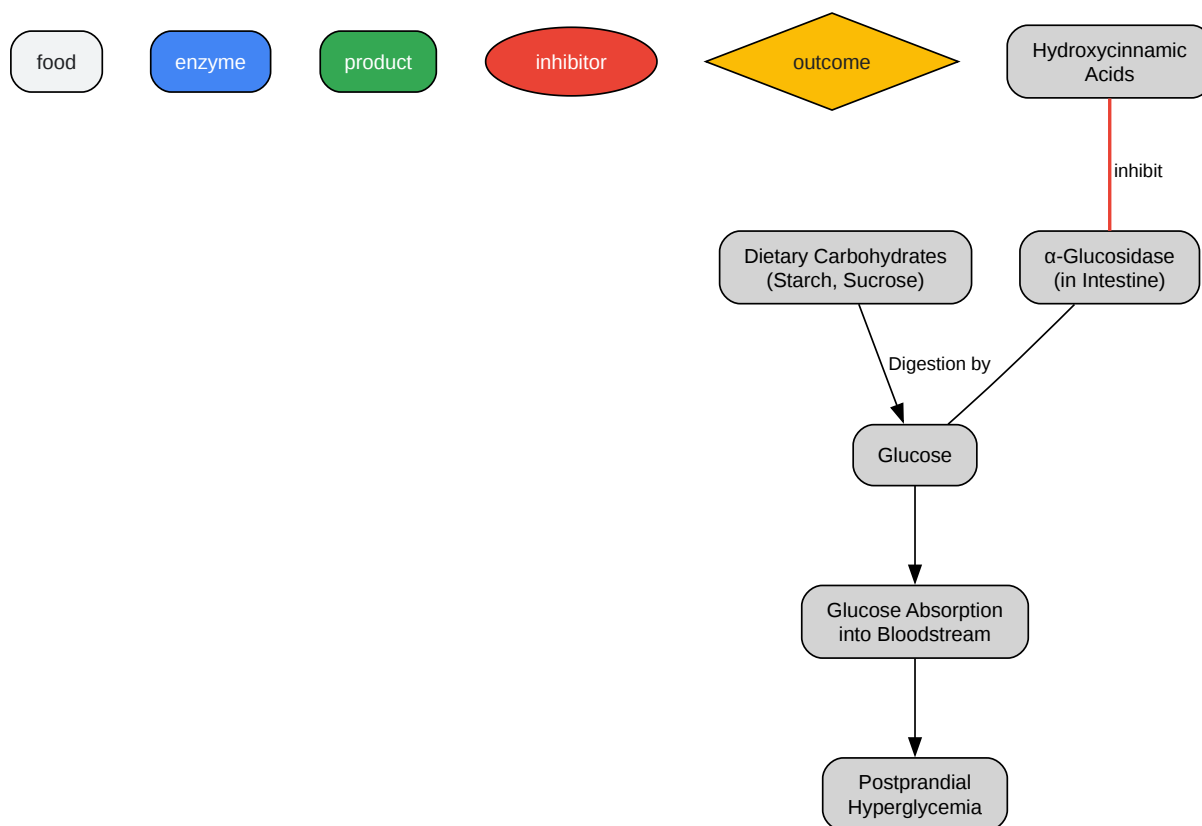 food
enzyme
product
inhibitor
outcome
Hydroxycinnamic
Acids
inhibit
Dietary Carbohydrates
(Starch, Sucrose)
α-Glucosidase
(in Intestine)
Digestion by
Glucose
Glucose Absorption
into Bloodstream
Postprandial
Hyperglycemia